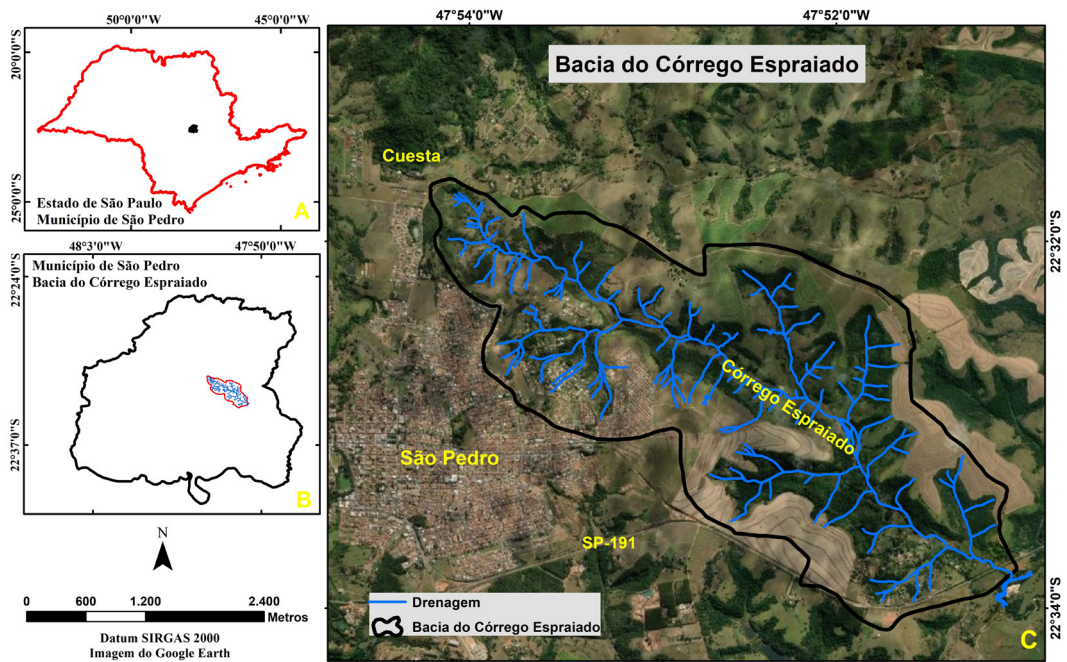 50°0'0"W
45°0'0"W
20°0'0"S
25°0'0"S
Estado de São Paulo
Município de São Pedro
A
48°3'0"W
47°50'0"W
22°24'0"S
22°37'0"S
Município de São Pedro
Bacia do Córrego Espraiado
B
N
0 600 1.200 2.400
Metros
Datum SIRGAS 2000
Imagem do Google Earth
47°54'0"W
47°52'0"W
22°32'0"S
22°34'0"S
Bacia do Córrego Espraiado
Cuesta
Córrego Espraiado
São Pedro
SP-191
Drenagem
Bacia do Córrego Espraiado
C